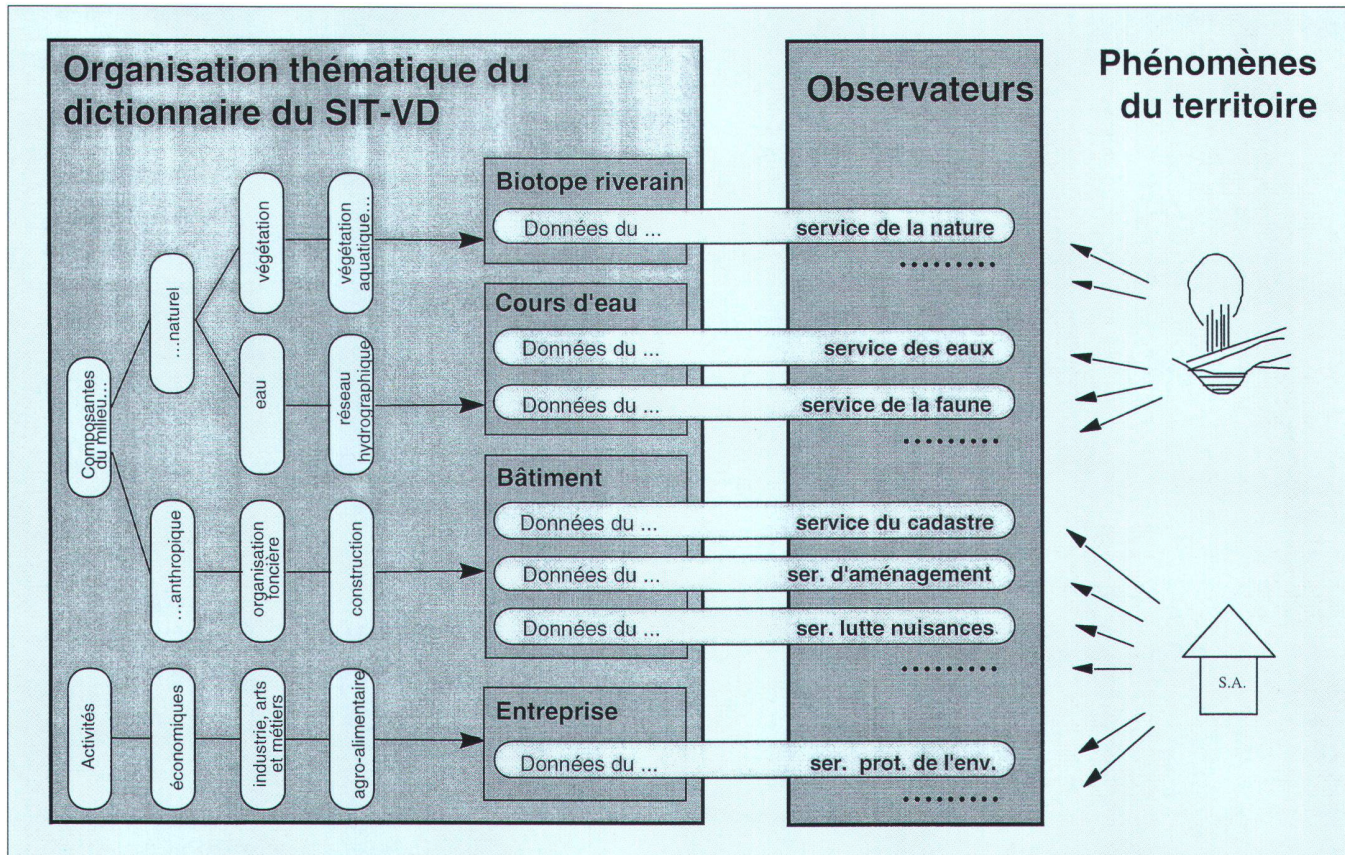 Organisation thématique du
dictionnaire du SIT-VD
Observateurs
Phénomènes
du territoire
Composantes
du milieu...
...naturel
...anthropique
végétation
eau
organisation
foncière
végétation
aquatique...
réseau
hydrographique
construction
Activités
économiques
industrie, arts
et métiers
agro-alimentaire
Biotope riverain
Données du ... service de la nature
.........
Cours d'eau
Données du ... service des eaux
Données du ... service de la faune
.........
Bâtiment
Données du ... service du cadastre
Données du ... ser. d'aménagement
Données du ... ser. lutte nuisances
.........
Entreprise
Données du ... ser. prot. de l'env.
.........
S.A.